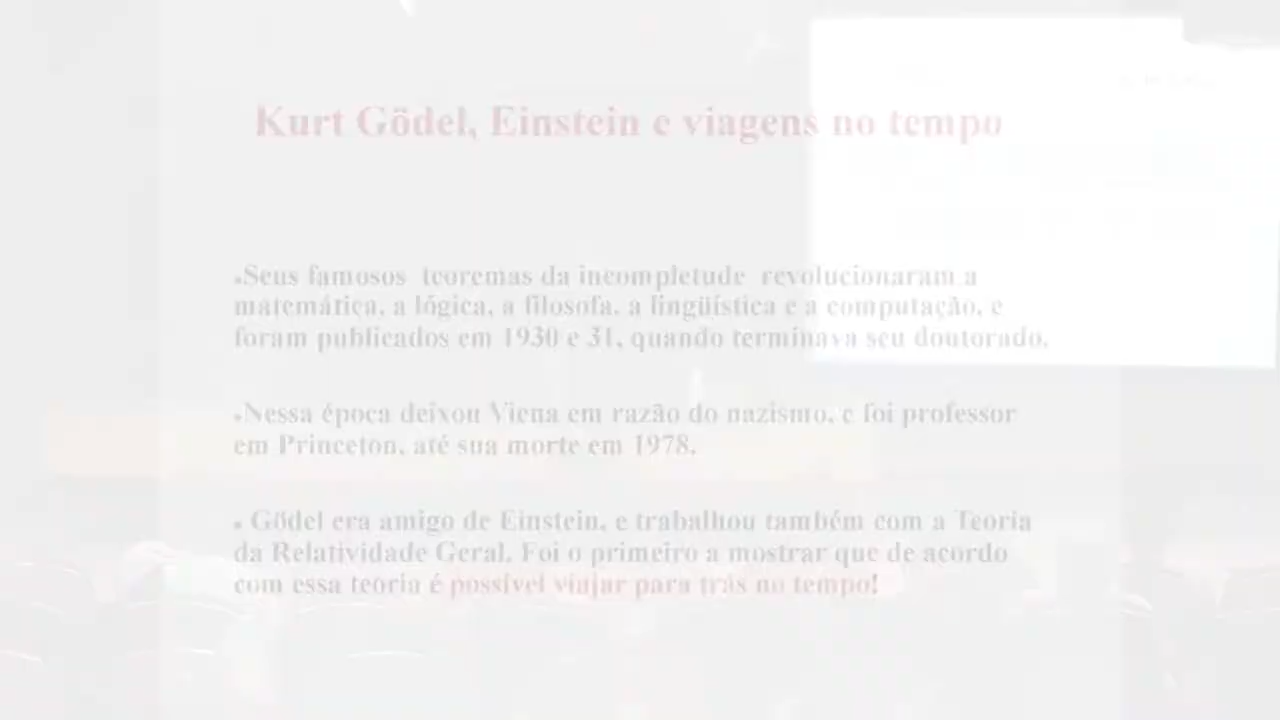 Kurt Gödel, Einstein e viagens no tempo
•Seus famosos teoremas da incompletude revolucionaram a
matemática, a lógica, a filosofa, a lingüística e a computação, e
foram publicados em 1930 e 31, quando terminava seu doutorado.
•Nessa época deixou Viena em razão do nazismo, e foi professor
em Princeton, até sua morte em 1978.
• Gödel era amigo de Einstein, e trabalhou também com a Teoria
da Relatividade Geral. Foi o primeiro a mostrar que de acordo
com essa teoria é possível viajar para trás no tempo!